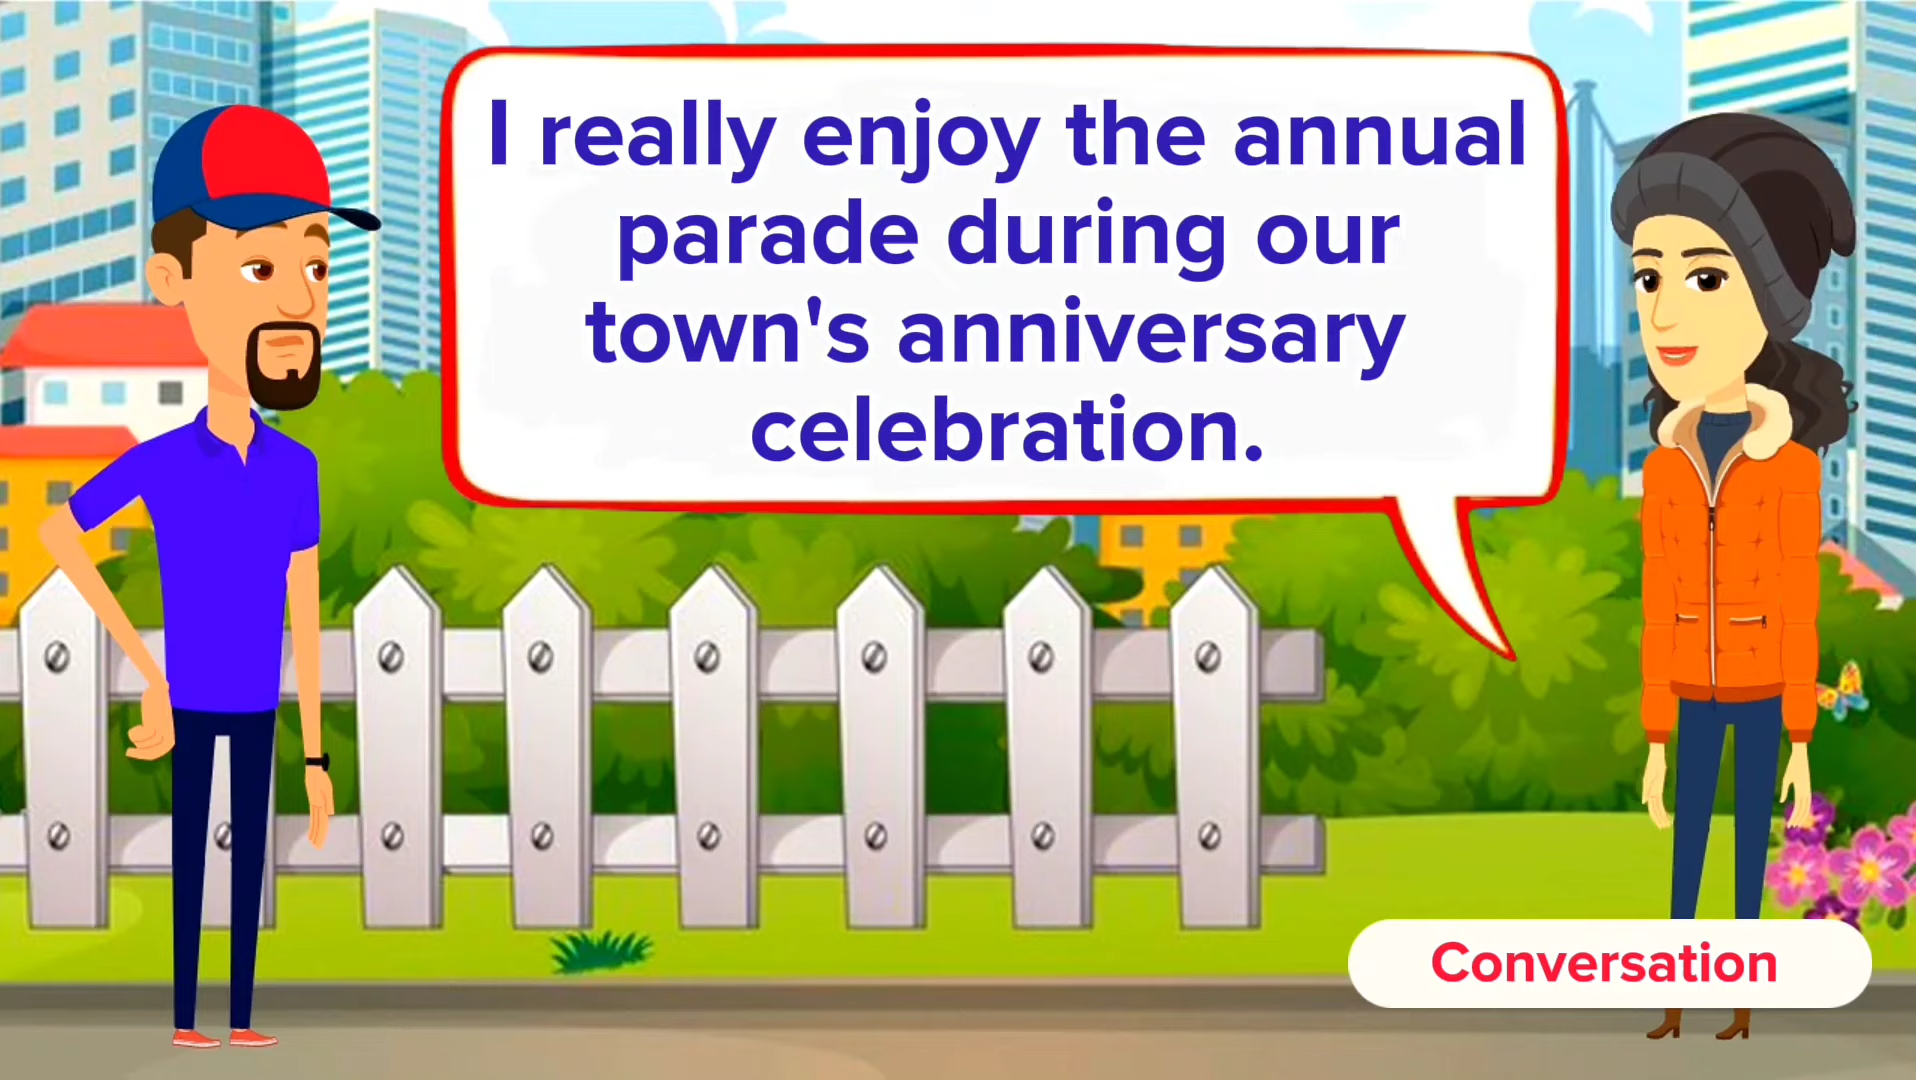 I really enjoy the annual
parade during our
town's anniversary
celebration.
Conversation